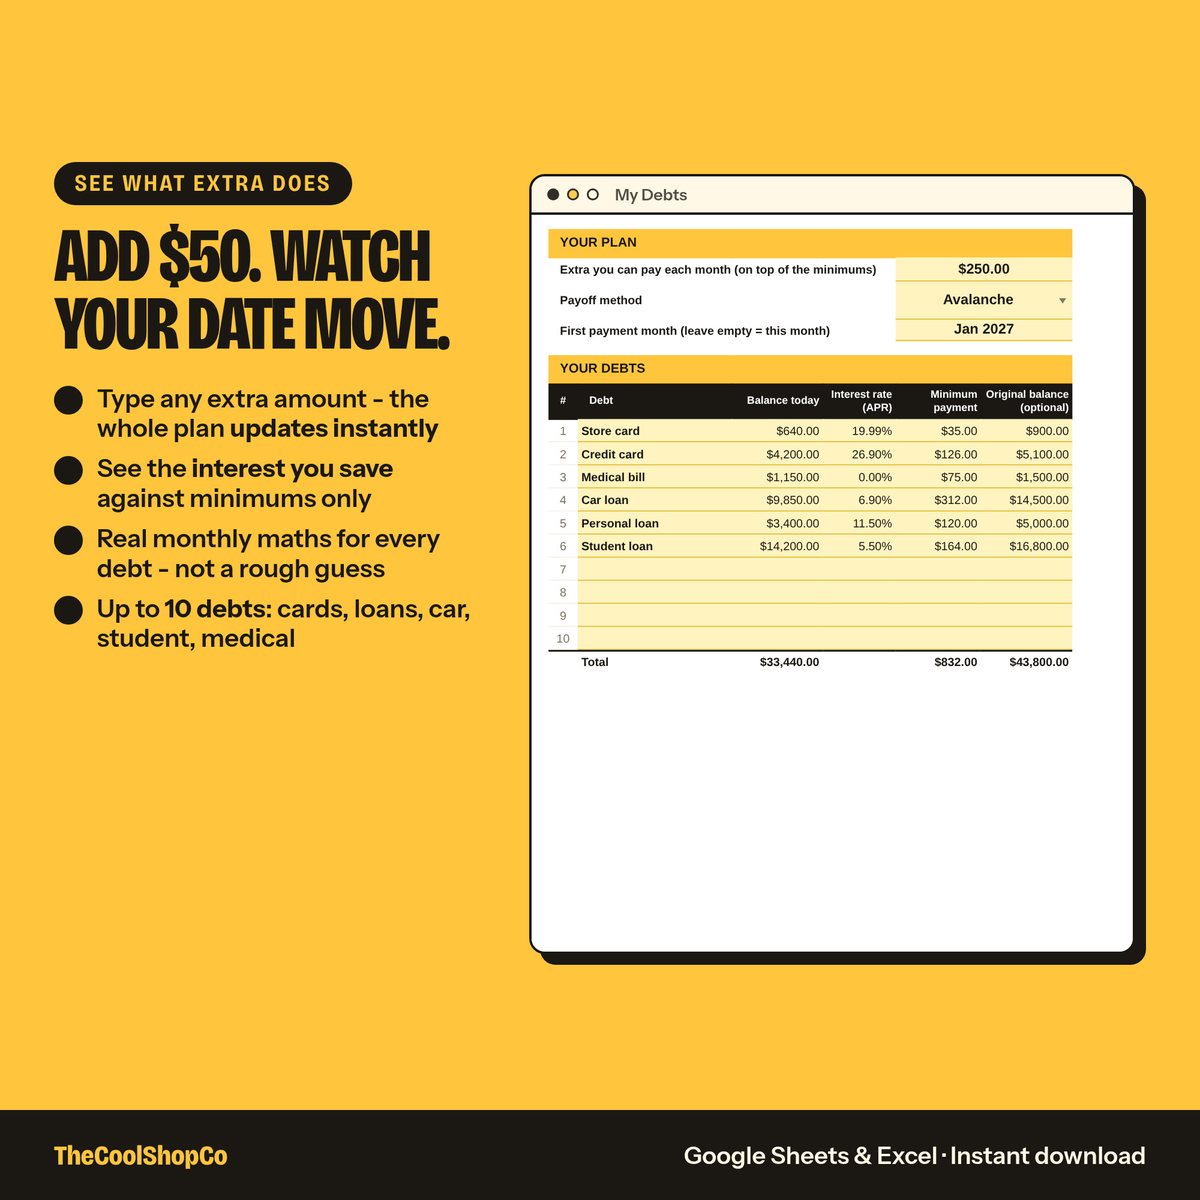 SEE WHAT EXTRA DOES
ADD $50. WATCH
YOUR DATE MOVE.
Type any extra amount - the
whole plan updates instantly
See the interest you save
against minimums only
Real monthly maths for every
debt - not a rough guess
Up to 10 debts: cards, loans, car,
student, medical
My Debts
YOUR PLAN
Extra you can pay each month (on top of the minimums) $250.00
Payoff method Avalanche
First payment month (leave empty = this month) Jan 2027
YOUR DEBTS
# Debt Balance today Interest rate (APR) Minimum payment Original balance (optional)
1 Store card $640.00 19.99% $35.00 $900.00
2 Credit card $4,200.00 26.90% $126.00 $5,100.00
3 Medical bill $1,150.00 0.00% $75.00 $1,500.00
4 Car loan $9,850.00 6.90% $312.00 $14,500.00
5 Personal loan $3,400.00 11.50% $120.00 $5,000.00
6 Student loan $14,200.00 5.50% $164.00 $16,800.00
7
8
9
10
Total $33,440.00 $832.00 $43,800.00
TheCoolShopCo
Google Sheets & Excel · Instant download